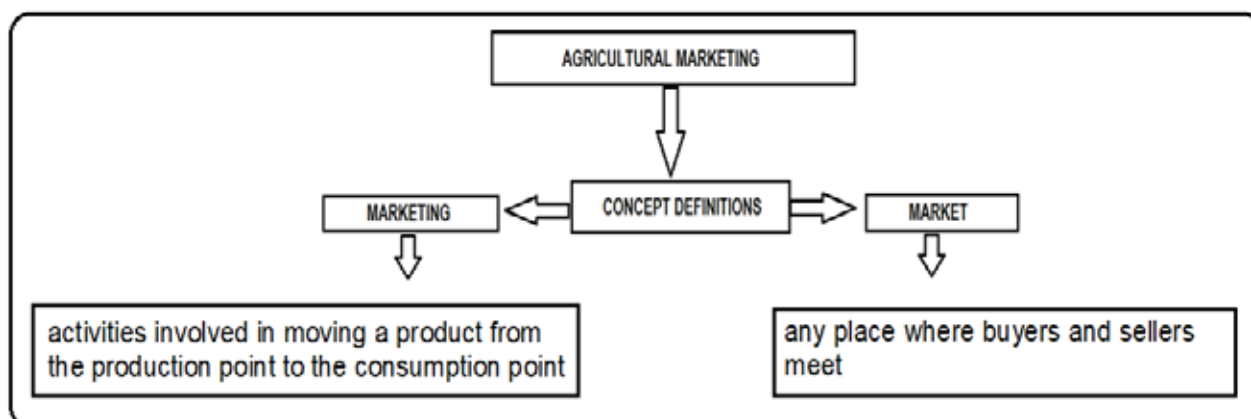 AGRICULTURAL MARKETING
MARKETING
CONCEPT DEFINITIONS
MARKET
activities involved in moving a product from
the production point to the consumption point
any place where buyers and sellers
meet